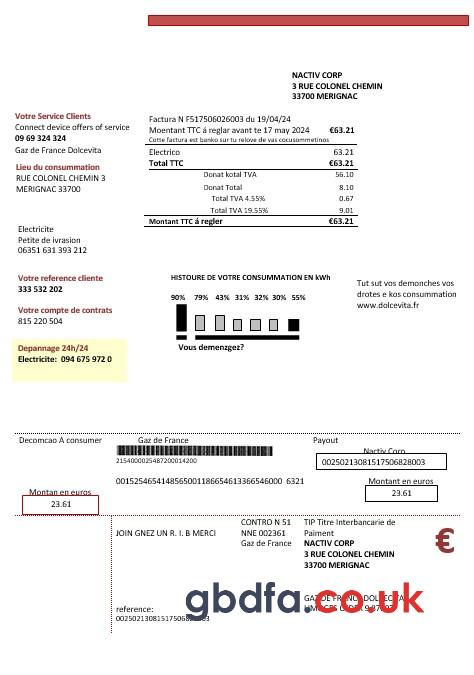 NACTIV CORP
3 RUE COLONEL CHEMIN
33700 MERIGNAC
Votre Service Clients
Connect device offers of service
09 69 324 324
Gaz de France Dolcevita
Lieu du consummation
RUE COLONEL CHEMIN 3
MERIGNAC 33700
Factura N F517506026003 du 19/04/24
Moentant TTC á reglar avant te 17 may 2024 €63.21
Cotte factura est banko sur tu relove de vas cocusommetinos
Electrico 63.21
Total TTC €63.21
Donat kotal TVA 56.10
Donat Total 8.10
Total TVA 4.55% 0.67
Total TVA 19.55% 9.01
Montant TTC á regler €63.21
Electricite
Petite de ivrasion
06351 631 393 212
Votre reference cliente
333 532 202
Votre compte de contrats
815 220 504
Depannage 24h/24
Electricite: 094 675 972 0
HISTOURE DE VOTRE CONSUMMATION EN kWh
90% 79% 43% 31% 32% 30% 55%
Vous demenzgez?
Tut sut vos demonches vos
drotes e kos consummation
www.dolcevita.fr
Decomcao A consumer
Gaz de France
2154000025487200014200
Payout
Nactiv Corp
00250213081517506828003
001525465414856500118665461336654600​0 6321
Montant en euros
23.61
Montan en euros
23.61
JOIN GNEZ UN R. I. B MERCI
CONTRO N 51
NNE 002361
Gaz de France
TIP Titre Interbancarie de
Paiment
NACTIV CORP
3 RUE COLONEL CHEMIN
33700 MERIGNAC
€
gbdfa.co.uk
reference: